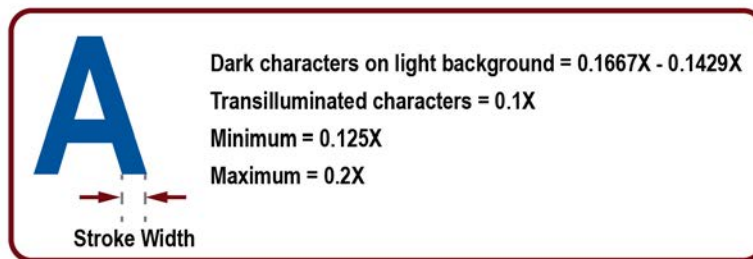 A
Dark characters on light background = 0.1667X - 0.1429X
Transilluminated characters = 0.1X
Minimum = 0.125X
Maximum = 0.2X
Stroke Width